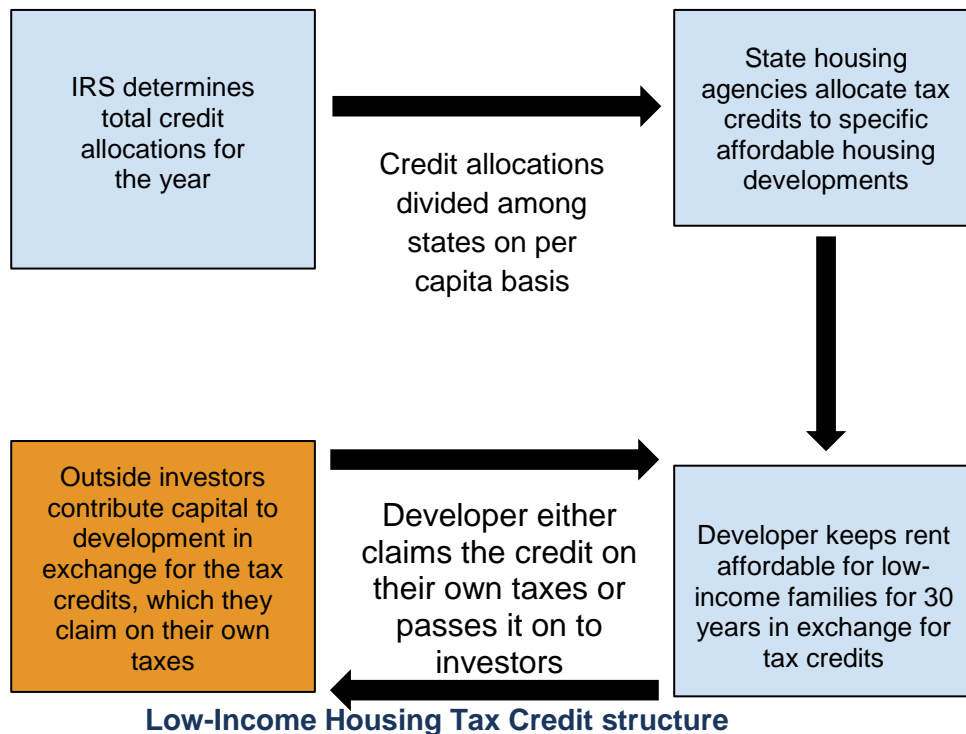 IRS determines
total credit
allocations for
the year
Credit allocations
divided among
states on per
capita basis
State housing
agencies allocate tax
credits to specific
affordable housing
developments
Outside investors
contribute capital to
development in
exchange for the tax
credits, which they
claim on their own
taxes
Developer either
claims the credit on
their own taxes or
passes it on to
investors
Developer keeps rent
affordable for low-
income families for 30
years in exchange for
tax credits
Low-Income Housing Tax Credit structure